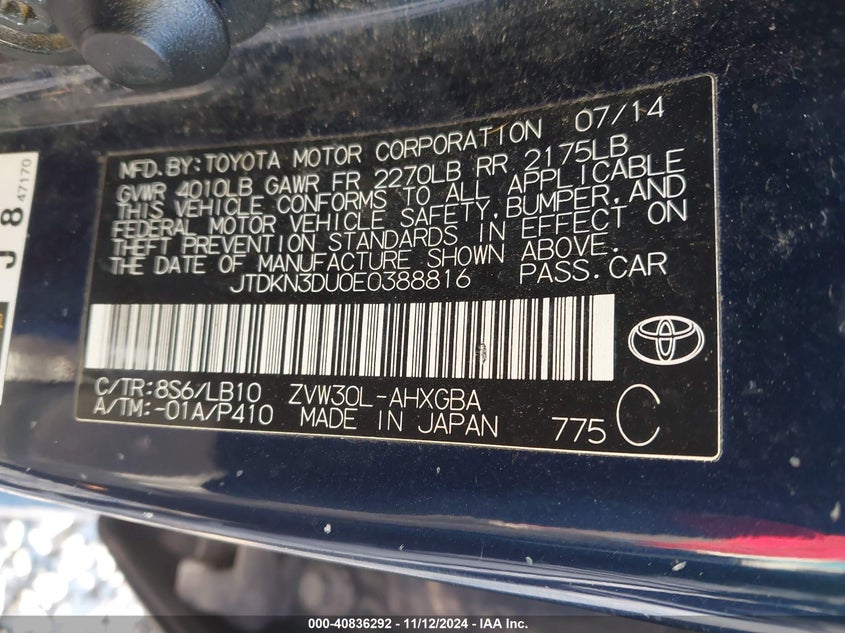 MFD.BY:TOYOTA MOTOR CORPORATION 07/14
GVWR 4010LB GAWR FR 2270LB RR 2175LB
THIS VEHICLE CONFORMS TO ALL APPLICABLE
FEDERAL MOTOR VEHICLE SAFETY,BUMPER,AND
THEFT PREVENTION STANDARDS IN EFFECT ON
THE DATE OF MANUFACTURE SHOWN ABOVE.
JTDKN3DU0E0388816 PASS.CAR
C/TR:8S6/LB10 ZVW30L-AHXGBA
A/TM:-01A/P410 MADE IN JAPAN 775 C
J 8
47170
000-40836292 - 11/12/2024 - IAA Inc.